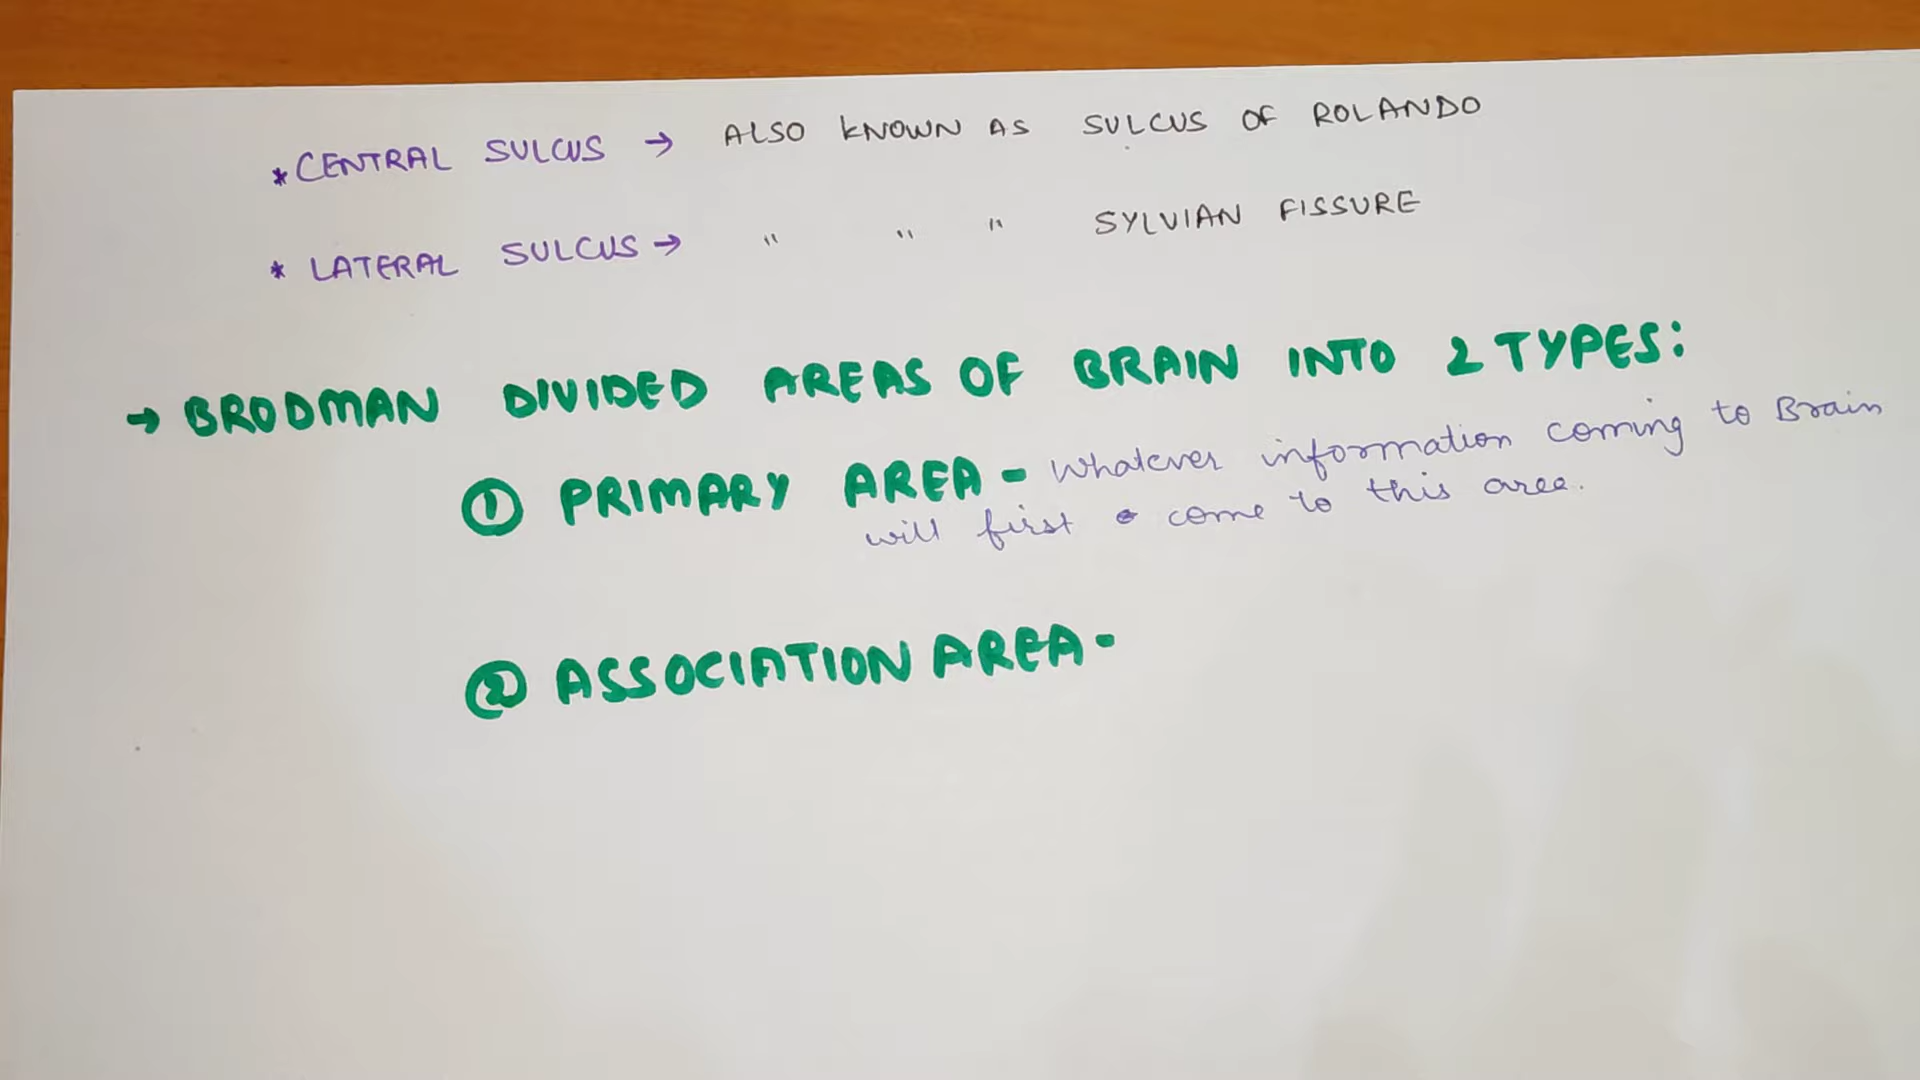 * CENTRAL SULCUS → ALSO KNOWN AS SULCUS OF ROLANDO
* LATERAL SULCUS → " " " SYLVIAN FISSURE
→ BRODMAN DIVIDED AREAS OF BRAIN INTO 2 TYPES:
① PRIMARY AREA - Whatever information coming to Brain
will first come to this area.
② ASSOCIATION AREA -